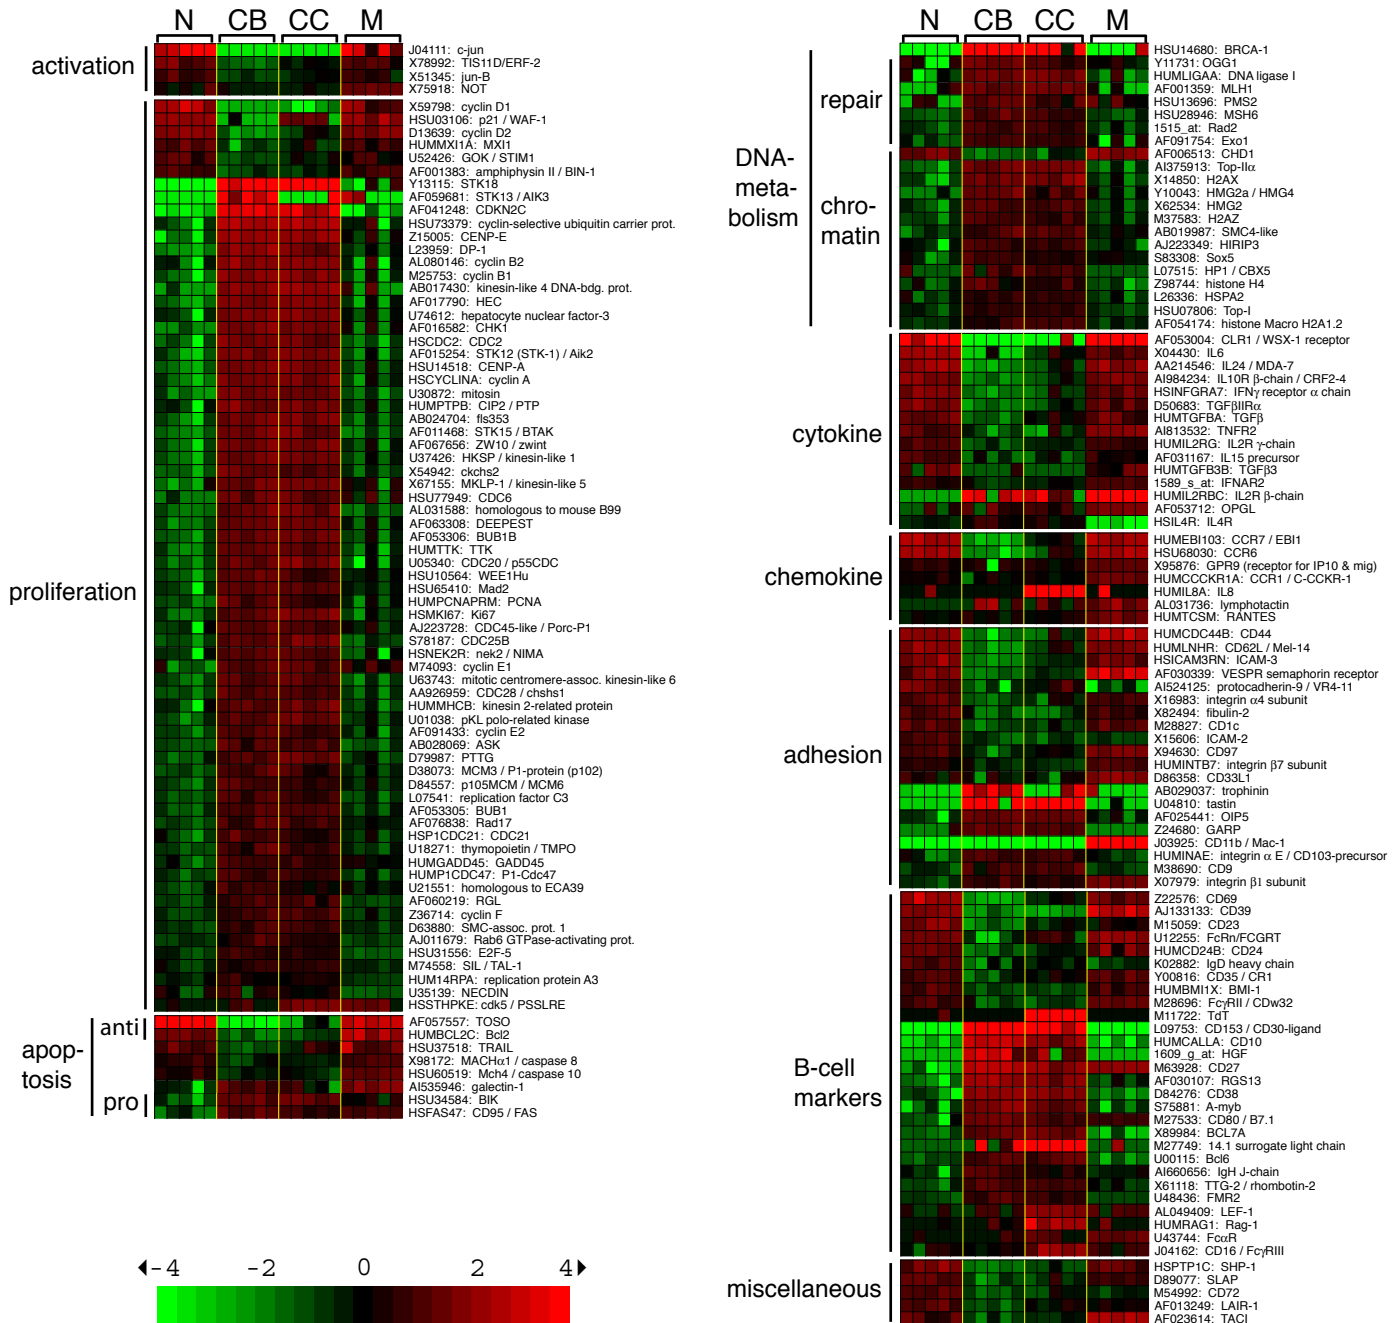 N CB CC M
activation
J04111: c-jun
X78992: TIS11D/ERF-2
X51345: jun-B
X75918: NOT
proliferation
X59798: cyclin D1
HSU03106: p21 / WAF-1
D13639: cyclin D2
HUMMXI1A: MXI1
U52426: GOK / STIM1
AF001383: amphiphysin II / BIN-1
Y13115: STK18
AF059681: STK13 / AIK3
AF041248: CDKN2C
HSU73379: cyclin-selective ubiquitin carrier prot.
Z15005: CENP-E
L23959: DP-1
AL080146: cyclin B2
M25753: cyclin B1
AB017430: kinesin-like 4 DNA-bdg. prot.
AF017790: HEC
U74612: hepatocyte nuclear factor-3
AF016582: CHK1
HSCDC2: CDC2
AF015254: STK12 (STK-1) / Aik2
HSU14518: CENP-A
HSCYCLINA: cyclin A
U30872: mitosin
HUMPTPB: CIP2 / PTP
AB024704: fls353
AF011468: STK15 / BTAK
AF067656: ZW10 / zwint
U37426: HKSP / kinesin-like 1
X54942: ckchs2
X67155: MKLP-1 / kinesin-like 5
HSU77949: CDC6
AL031588: homologous to mouse B99
AF063308: DEEPEST
AF053306: BUB1B
HUMTTK: TTK
U05340: CDC20 / p55CDC
HSU10564: WEE1Hu
HSU65410: Mad2
HUMPCNAPRM: PCNA
HSMKI67: Ki67
AJ223728: CDC45-like / Porc-P1
S78187: CDC25B
HSNEK2R: nek2 / NIMA
M74093: cyclin E1
U63743: mitotic centromere-assoc. kinesin-like 6
AA926959: CDC28 / chshs1
HUMMHCB: kinesin 2-related protein
U01038: pKL polo-related kinase
AF091433: cyclin E2
AB028069: ASK
D79987: PTTG
D38073: MCM3 / P1-protein (p102)
D84557: p105MCM / MCM6
L07541: replication factor C3
AF053305: BUB1
AF076838: Rad17
HSP1CDC21: CDC21
U18271: thymopoietin / TMPO
HUMGADD45: GADD45
HUMP1CDC47: P1-Cdc47
U21551: homologous to ECA39
AF060219: RGL
Z36714: cyclin F
D63880: SMC-assoc. prot. 1
AJ011679: Rab6 GTPase-activating prot.
HSU31556: E2F-5
M74558: SIL / TAL-1
HUM14RPA: replication protein A3
U35139: NECDIN
HSSTHPKE: cdk5 / PSSLRE
apop-
tosis
anti
pro
AF057557: TOSO
HUMBCL2C: Bcl2
HSU37518: TRAIL
X98172: MACHα1 / caspase 8
HSU60519: Mch4 / caspase 10
AI535946: galectin-1
HSU34584: BIK
HSFAS47: CD95 / FAS
-4 -2 0 2 4
N CB CC M
DNA-
meta-
bolism
repair
HSU14680: BRCA-1
Y11731: OGG1
HUMLIGAA: DNA ligase I
AF001359: MLH1
HSU13696: PMS2
HSU28946: MSH6
1515_at: Rad2
AF091754: Exo1
chro-
matin
AF006513: CHD1
AI375913: Top-IIα
X14850: H2AX
Y10043: HMG2a / HMG4
X62534: HMG2
M37583: H2AZ
AB019987: SMC4-like
AJ223349: HIRIP3
S83308: Sox5
L07515: HP1 / CBX5
Z98744: histone H4
L26336: HSPA2
HSU07806: Top-I
AF054174: histone Macro H2A1.2
cytokine
AF053004: CLR1 / WSX-1 receptor
X04430: IL6
AA214546: IL24 / MDA-7
AI984234: IL10R β-chain / CRF2-4
HSINFGRA7: IFNγ receptor α chain
D50683: TGFβIIRα
HUMTGFBA: TGFβ
AI813532: TNFR2
HUMIL2RG: IL2R γ-chain
AF031167: IL15 precursor
HUMTGFB3B: TGFβ3
1589_s_at: IFNAR2
HUMIL2RBC: IL2R β-chain
AF053712: OPGL
HSIL4R: IL4R
chemokine
HUMEBI103: CCR7 / EBI1
HSU68030: CCR6
X95876: GPR9 (receptor for IP10 & mig)
HUMCCCKR1A: CCR1 / C-CCKR-1
HUMIL8A: IL8
AL031736: lymphotactin
HUMTCSM: RANTES
adhesion
HUMCDC44B: CD44
HUMLNHR: CD62L / Mel-14
HSICAM3RN: ICAM-3
AF030339: VESPR semaphorin receptor
AI524125: protocadherin-9 / VR4-11
X16983: integrin α4 subunit
X82494: fibulin-2
M28827: CD1c
X15606: ICAM-2
X94630: CD97
HUMINTB7: integrin β7 subunit
D86358: CD33L1
AB029037: trophinin
U04810: tastin
AF025441: OIP5
Z24680: GARP
J03925: CD11b / Mac-1
HUMINAE: integrin α E / CD103-precursor
M38690: CD9
X07979: integrin β1 subunit
B-cell
markers
Z22576: CD69
AJ133133: CD39
M15059: CD23
U12255: FcRn/FCGRT
HUMCD24B: CD24
K02882: IgD heavy chain
Y00816: CD35 / CR1
HUMBMI1X: BMI-1
M28696: FcγRII / CDw32
M11722: TdT
L09753: CD153 / CD30-ligand
HUMCALLA: CD10
1609_g_at: HGF
M63928: CD27
AF030107: RGS13
D84276: CD38
S75881: A-myb
M27533: CD80 / B7.1
X89984: BCL7A
M27749: 14.1 surrogate light chain
U00115: Bcl6
AI660656: IgH J-chain
X61118: TTG-2 / rhombotin-2
U48436: FMR2
AL049409: LEF-1
HUMRAG1: Rag-1
U43744: FcαR
J04162: CD16 / FcγRIII
miscellaneous
HSPTP1C: SHP-1
D89077: SLAP
M54992: CD72
AF013249: LAIR-1
AF023614: TACI